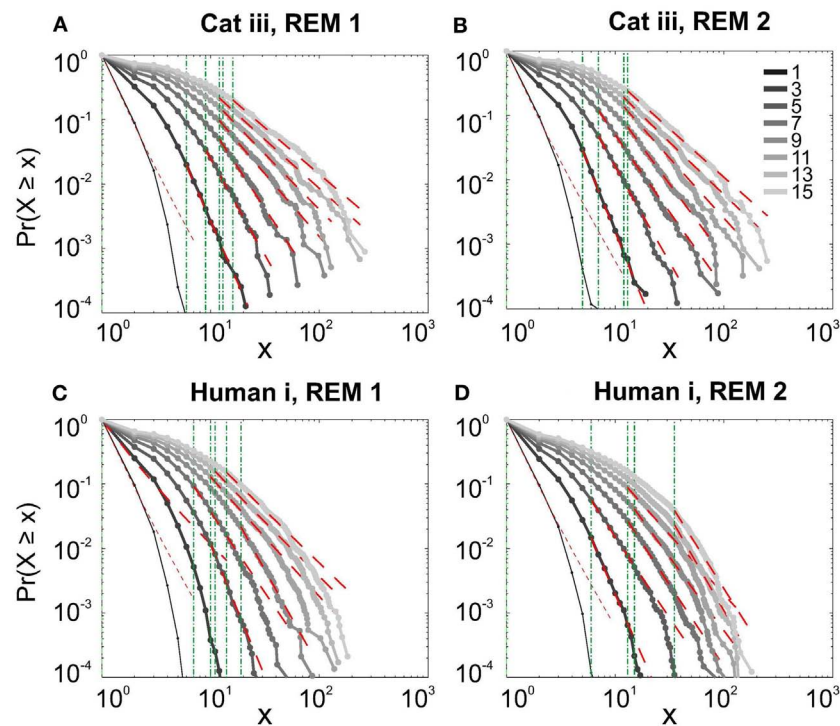 A Cat iii, REM 1
B Cat iii, REM 2
10^0
10^-1
10^-2
10^-3
10^-4
Pr(X ≥ x)
10^0 10^1 10^2 10^3
X
10^0
10^-1
10^-2
10^-3
10^-4
10^0 10^1 10^2 10^3
X
1
3
5
7
9
11
13
15
C Human i, REM 1
D Human i, REM 2
10^0
10^-1
10^-2
10^-3
10^-4
Pr(X ≥ x)
10^0 10^1 10^2 10^3
X
10^0
10^-1
10^-2
10^-3
10^-4
10^0 10^1 10^2 10^3
X